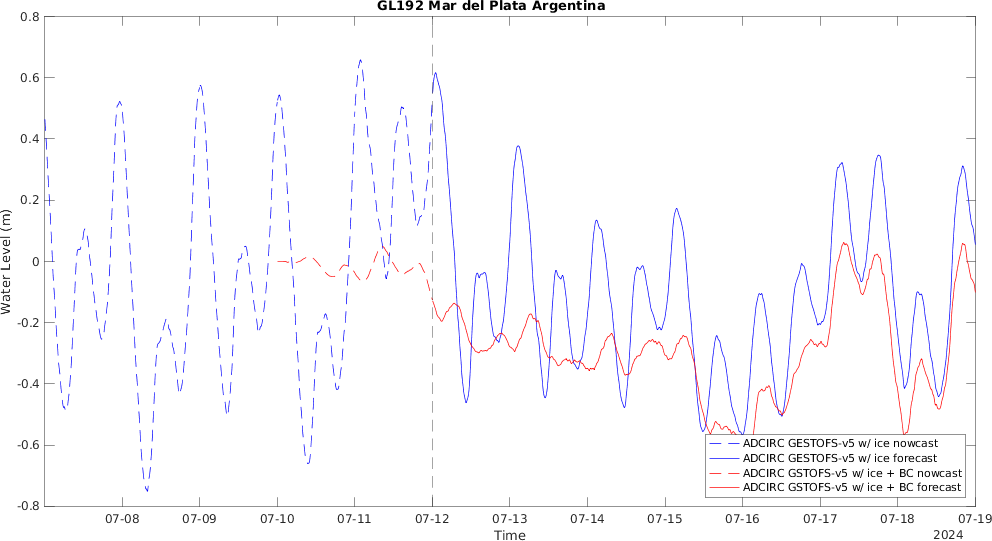 GL192 Mar del Plata Argentina
0.8
0.6
0.4
0.2
0
-0.2
-0.4
-0.6
-0.8
Water Level (m)
ADCIRC GESTOFS-v5 w/ ice nowcast
ADCIRC GESTOFS-v5 w/ ice forecast
ADCIRC GSTOFS-v5 w/ ice + BC nowcast
ADCIRC GSTOFS-v5 w/ ice + BC forecast
07-08 07-09 07-10 07-11 07-12 07-13 07-14 07-15 07-16 07-17 07-18 07-19
Time
2024